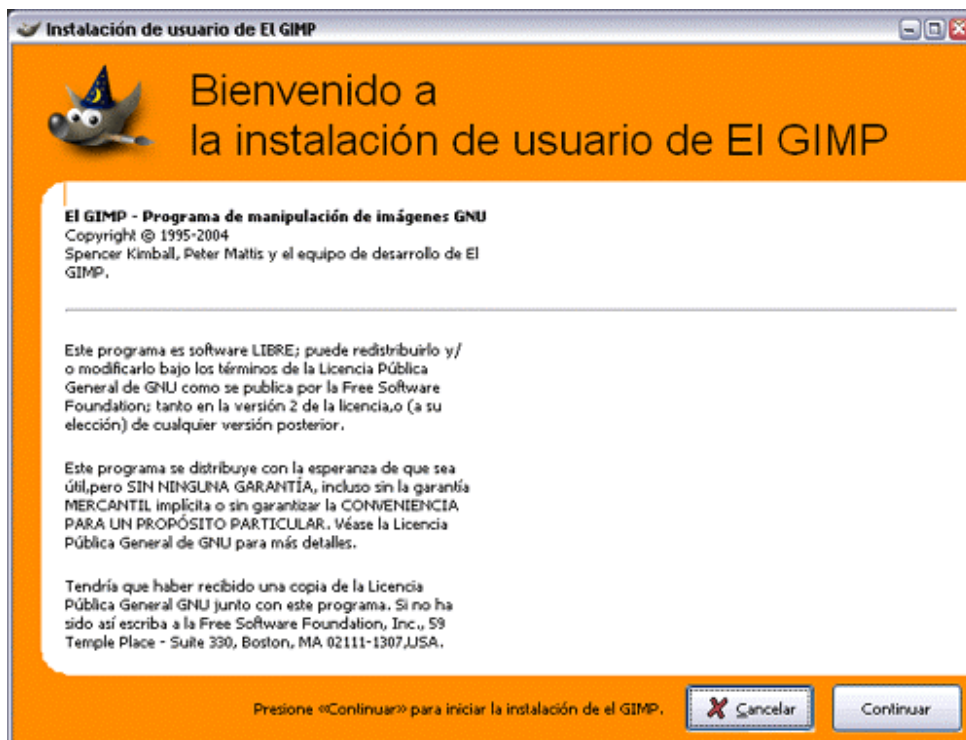 Instalación de usuario de El GIMP
Bienvenido a
la instalación de usuario de El GIMP
El GIMP - Programa de manipulación de imágenes GNU
Copyright © 1995-2004
Spencer Kimball, Peter Mattis y el equipo de desarrollo de El
GIMP.
Este programa es software LIBRE; puede redistribuirlo y/
o modificarlo bajo los términos de la Licencia Pública
General de GNU como se publica por la Free Software
Foundation; tanto en la versión 2 de la licencia,o (a su
elección) de cualquier versión posterior.
Este programa se distribuye con la esperanza de que sea
útil,pero SIN NINGUNA GARANTÍA, incluso sin la garantía
MERCANTIL implícita o sin garantizar la CONVENIENCIA
PARA UN PROPÓSITO PARTICULAR. Véase la Licencia
Pública General de GNU para más detalles.
Tendría que haber recibido una copia de la Licencia
Pública General GNU junto con este programa. Si no ha
sido así escriba a la Free Software Foundation, Inc., 59
Temple Place - Suite 330, Boston, MA 02111-1307,USA.
Presione «Continuar» para iniciar la instalación de el GIMP.
Cancelar
Continuar